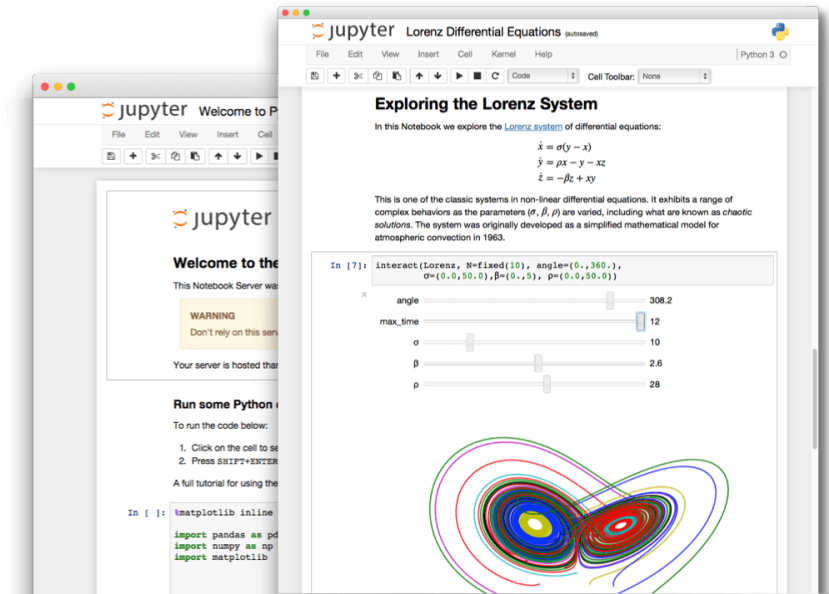 jupyter Lorenz Differential Equations (autosaved)
File Edit View Insert Cell Kernel Help Python 3
Code Cell Toolbar: None
Exploring the Lorenz System
In this Notebook we explore the Lorenz system of differential equations:
ẋ = σ(y − x)
ẏ = ρx − y − xz
ż = −βz + xy
This is one of the classic systems in non-linear differential equations. It exhibits a range of
complex behaviors as the parameters (σ, β, ρ) are varied, including what are known as chaotic
solutions. The system was originally developed as a simplified mathematical model for
atmospheric convection in 1963.
In [7]: interact(Lorenz, N=fixed(10), angle=(0.,360.),
σ=(0.0,50.0),β=(0.,5), ρ=(0.0,50.0))
angle 308.2
max_time 12
σ 10
β 2.6
ρ 28
jupyter Welcome to P
File Edit View Insert Cell
jupyter
Welcome to the
This Notebook Server was
WARNING
Don't rely on this serv
Your server is hosted than
Run some Python c
To run the code below:
1. Click on the cell to se
2. Press SHIFT+ENTER
A full tutorial for using the
In [ ]: %matplotlib inline
import pandas as pd
import numpy as np
import matplotlib